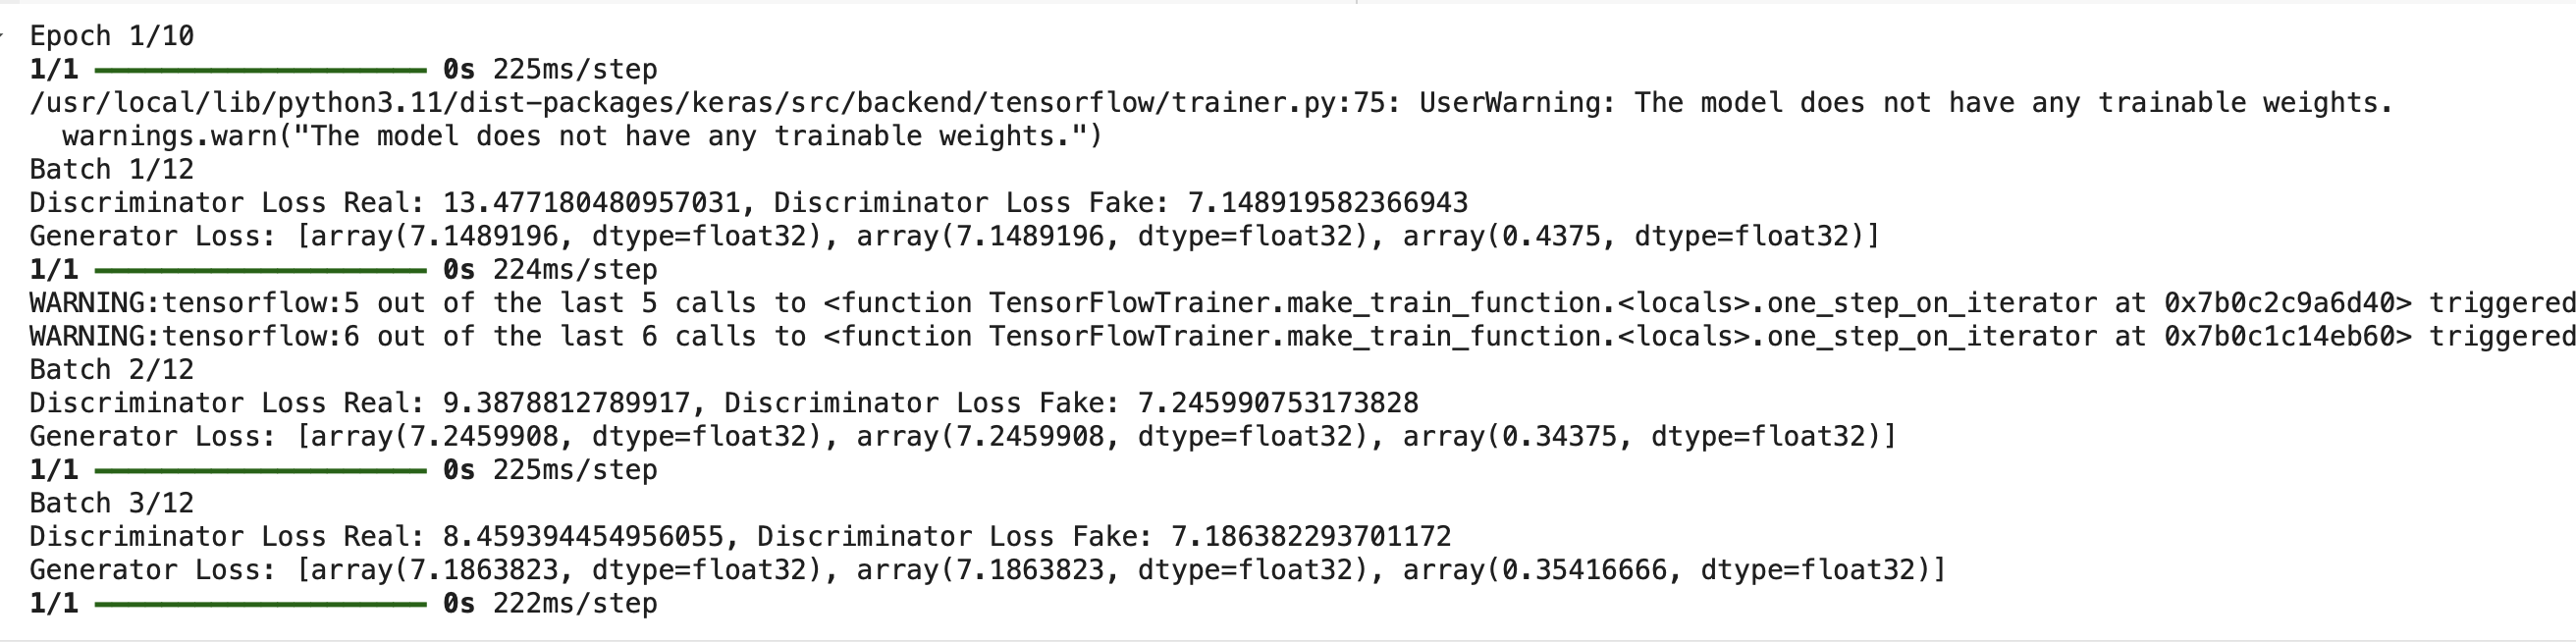 Epoch 1/10
1/1 ━━━━━━━━━━━━━━━━━━━━ 0s 225ms/step
/usr/local/lib/python3.11/dist-packages/keras/src/backend/tensorflow/trainer.py:75: UserWarning: The model does not have any trainable weights.
  warnings.warn("The model does not have any trainable weights.")
Batch 1/12
Discriminator Loss Real: 13.477180480957031, Discriminator Loss Fake: 7.148919582366943
Generator Loss: [array(7.1489196, dtype=float32), array(7.1489196, dtype=float32), array(0.4375, dtype=float32)]
1/1 ━━━━━━━━━━━━━━━━━━━━ 0s 224ms/step
WARNING:tensorflow:5 out of the last 5 calls to <function TensorFlowTrainer.make_train_function.<locals>.one_step_on_iterator at 0x7b0c2c9a6d40> triggered
WARNING:tensorflow:6 out of the last 6 calls to <function TensorFlowTrainer.make_train_function.<locals>.one_step_on_iterator at 0x7b0c1c14eb60> triggered
Batch 2/12
Discriminator Loss Real: 9.3878812789917, Discriminator Loss Fake: 7.245990753173828
Generator Loss: [array(7.2459908, dtype=float32), array(7.2459908, dtype=float32), array(0.34375, dtype=float32)]
1/1 ━━━━━━━━━━━━━━━━━━━━ 0s 225ms/step
Batch 3/12
Discriminator Loss Real: 8.459394454956055, Discriminator Loss Fake: 7.186382293701172
Generator Loss: [array(7.1863823, dtype=float32), array(7.1863823, dtype=float32), array(0.35416666, dtype=float32)]
1/1 ━━━━━━━━━━━━━━━━━━━━ 0s 222ms/step